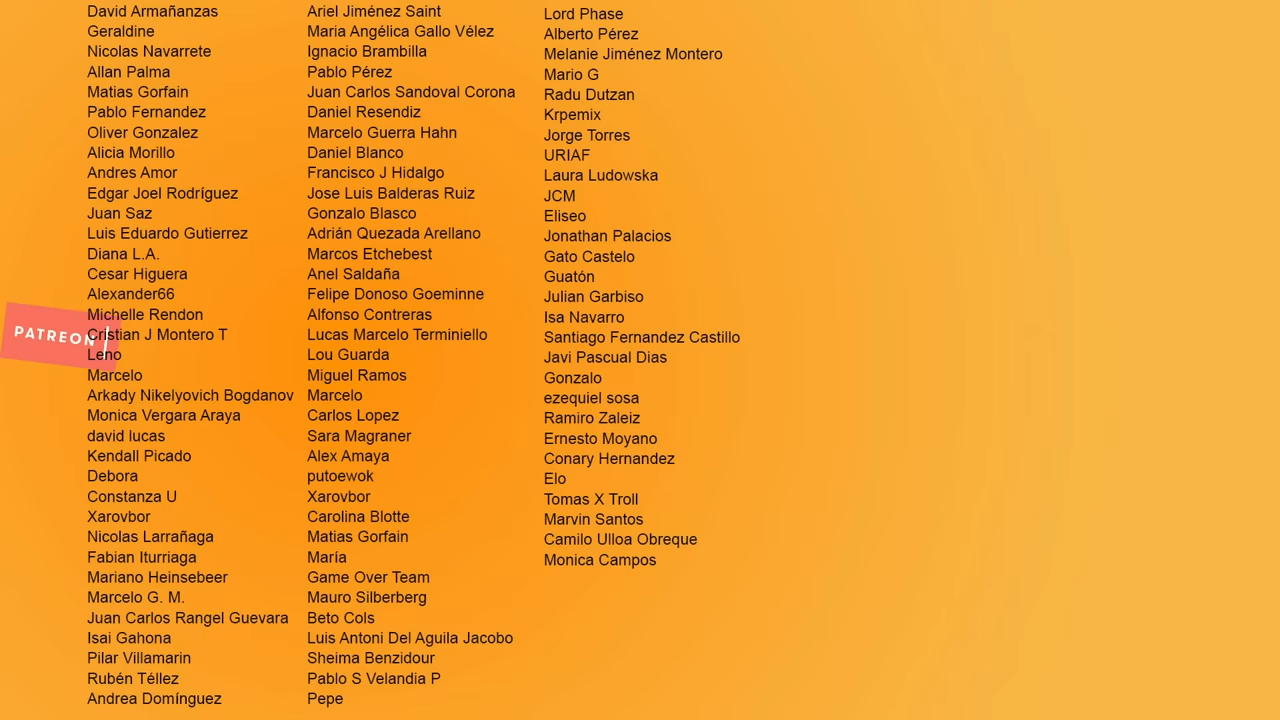 David Armañanzas
Geraldine
Nicolas Navarrete
Allan Palma
Matias Gorfain
Pablo Fernandez
Oliver Gonzalez
Alicia Morillo
Andres Amor
Edgar Joel Rodríguez
Juan Saz
Luis Eduardo Gutierrez
Diana L.A.
Cesar Higuera
Alexander66
Michelle Rendon
Cristian J Montero T
Leno
Marcelo
Arkady Nikelyovich Bogdanov
Monica Vergara Araya
david lucas
Kendall Picado
Debora
Constanza U
Xarovbor
Nicolas Larrañaga
Fabian Iturriaga
Mariano Heinsebeer
Marcelo G. M.
Juan Carlos Rangel Guevara
Isai Gahona
Pilar Villamarin
Rubén Téllez
Andrea Domínguez
PATREON
Ariel Jiménez Saint
Maria Angélica Gallo Vélez
Ignacio Brambilla
Pablo Pérez
Juan Carlos Sandoval Corona
Daniel Resendiz
Marcelo Guerra Hahn
Daniel Blanco
Francisco J Hidalgo
Jose Luis Balderas Ruiz
Gonzalo Blasco
Adrián Quezada Arellano
Marcos Etchebest
Anel Saldaña
Felipe Donoso Goeminne
Alfonso Contreras
Lucas Marcelo Terminiello
Lou Guarda
Miguel Ramos
Marcelo
Carlos Lopez
Sara Magraner
Alex Amaya
putoewok
Xarovbor
Carolina Blotte
Matias Gorfain
María
Game Over Team
Mauro Silberberg
Beto Cols
Luis Antoni Del Aguila Jacobo
Sheima Benzidour
Pablo S Velandia P
Pepe
Lord Phase
Alberto Pérez
Melanie Jiménez Montero
Mario G
Radu Dutzan
Krpemix
Jorge Torres
URIAF
Laura Ludowska
JCM
Eliseo
Jonathan Palacios
Gato Castelo
Guatón
Julian Garbiso
Isa Navarro
Santiago Fernandez Castillo
Javi Pascual Dias
Gonzalo
ezequiel sosa
Ramiro Zaleiz
Ernesto Moyano
Conary Hernandez
Elo
Tomas X Troll
Marvin Santos
Camilo Ulloa Obreque
Monica Campos